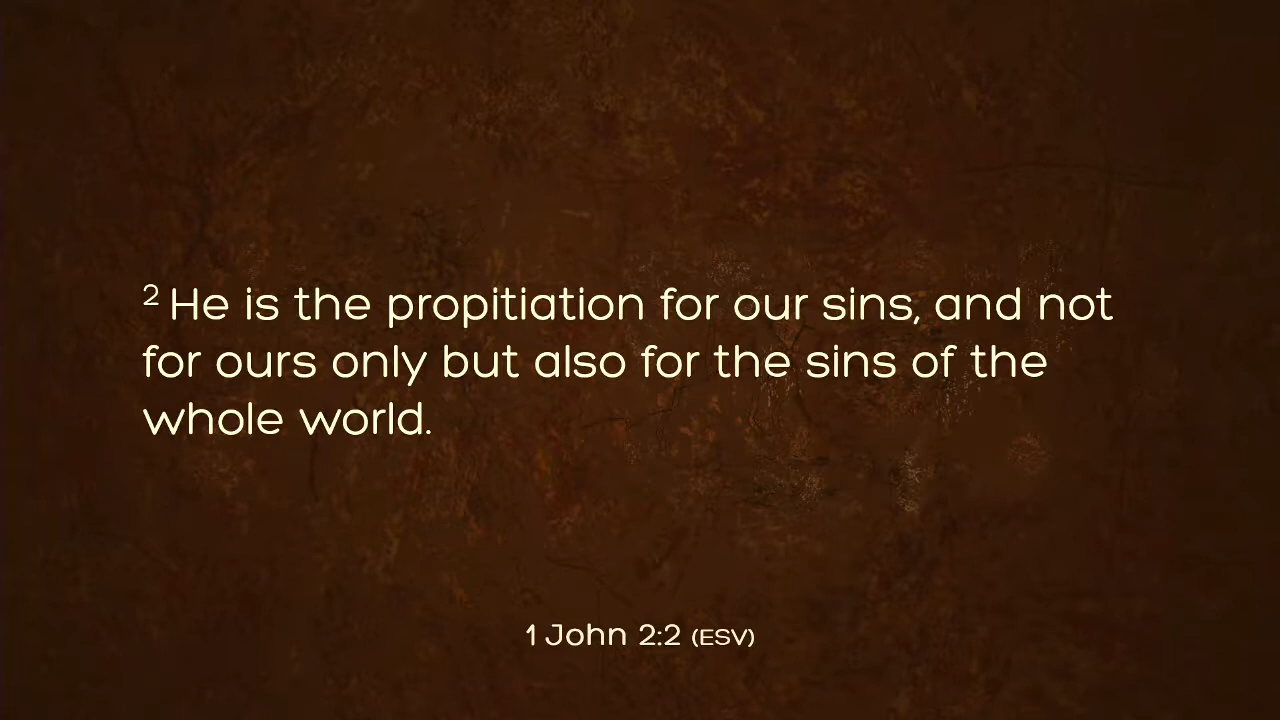 2 He is the propitiation for our sins, and not
for ours only but also for the sins of the
whole world.
1 John 2:2 (ESV)